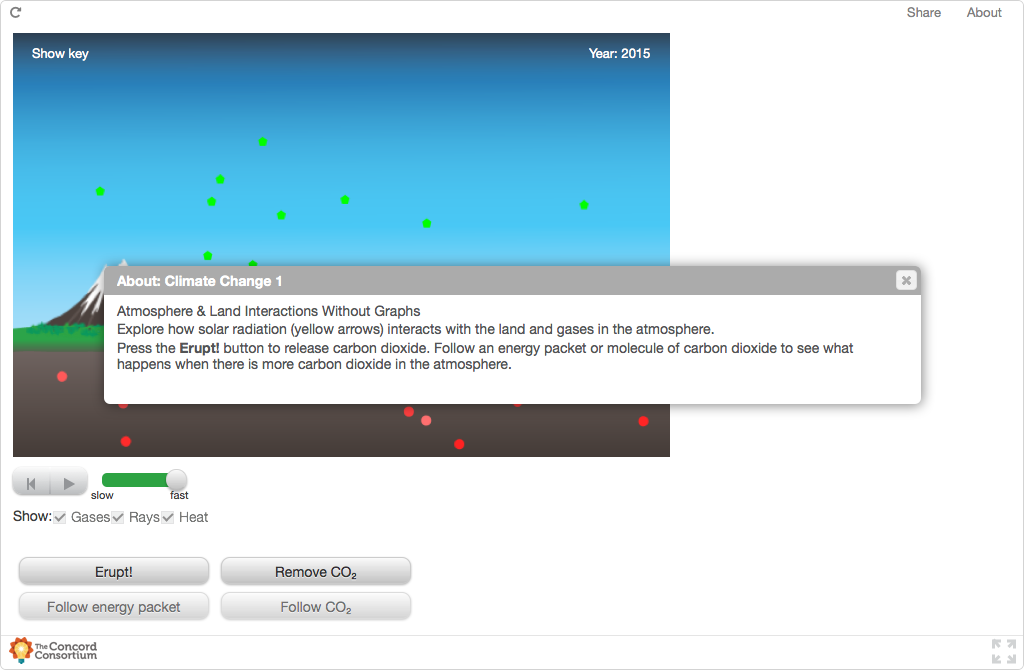 Share About
Show key
Year: 2015
About: Climate Change 1
Atmosphere & Land Interactions Without Graphs
Explore how solar radiation (yellow arrows) interacts with the land and gases in the atmosphere.
Press the Erupt! button to release carbon dioxide. Follow an energy packet or molecule of carbon dioxide to see what
happens when there is more carbon dioxide in the atmosphere.
slow fast
Show: Gases Rays Heat
Erupt! Remove CO₂
Follow energy packet Follow CO₂
The Concord
Consortium